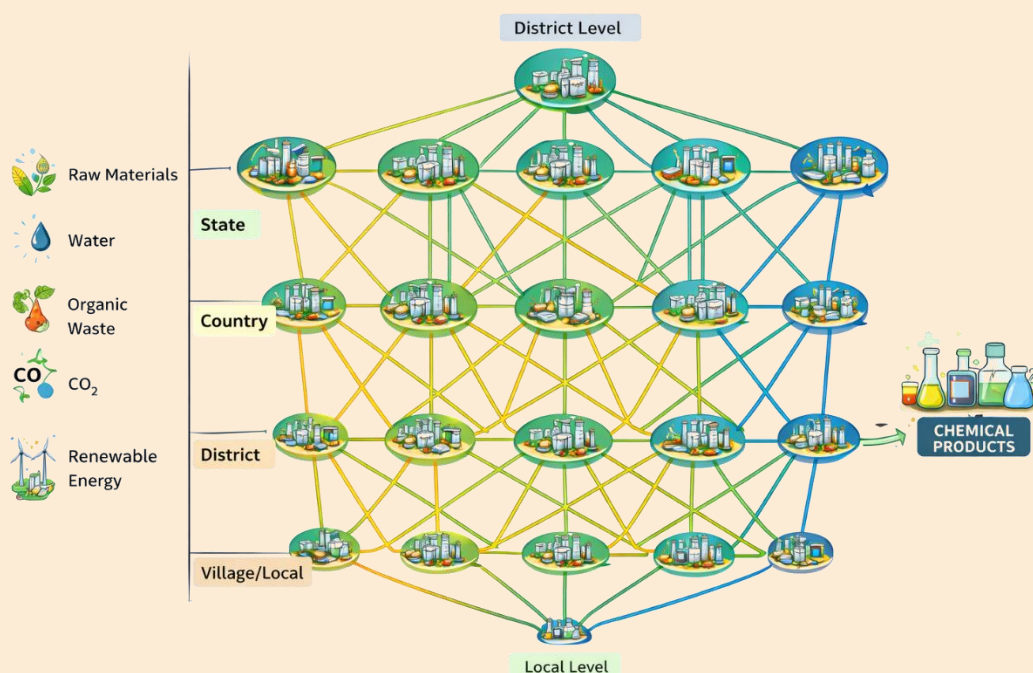 District Level
Raw Materials
Water
Organic
Waste
CO
CO₂
Renewable
Energy
State
Country
District
Village/Local
CHEMICAL
PRODUCTS
Local Level